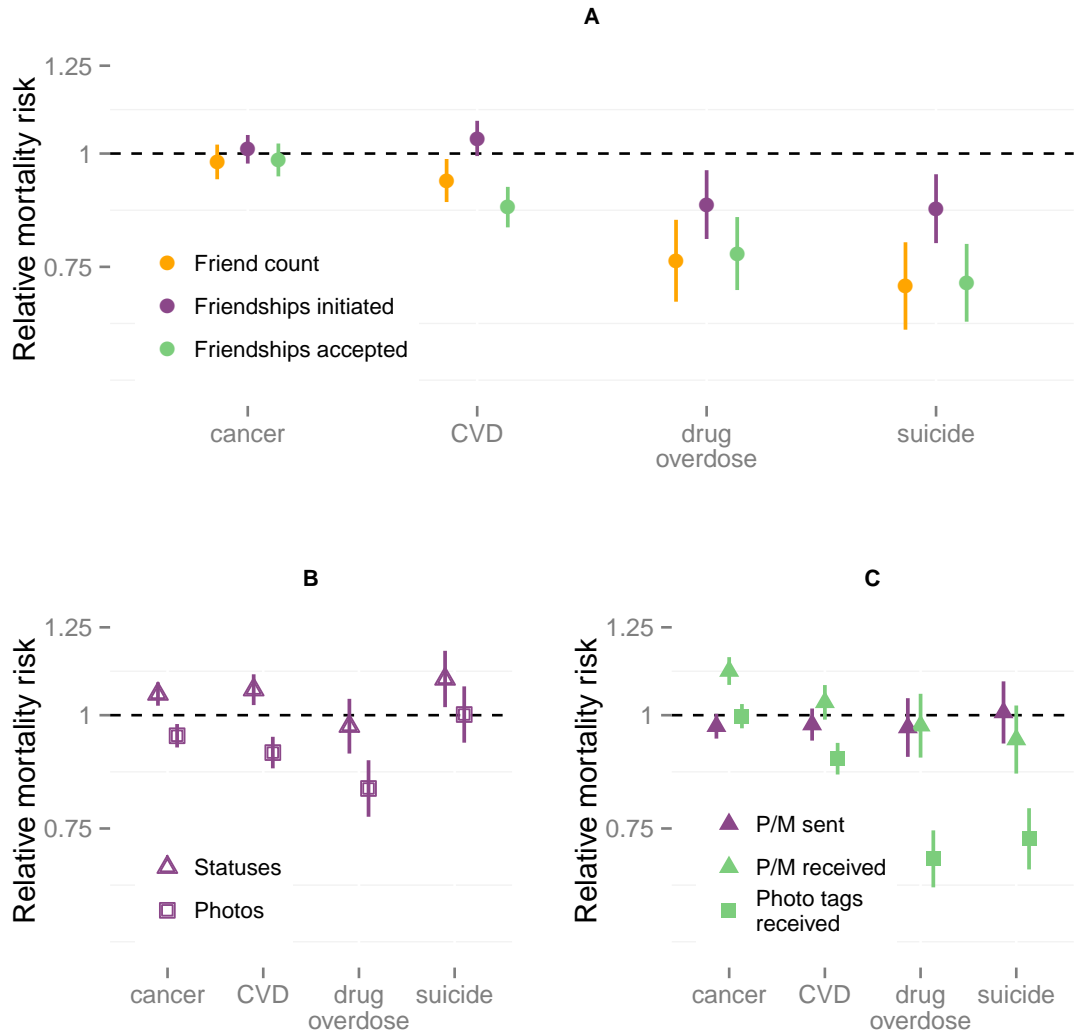 A
Relative mortality risk
1.25
1
0.75
Friend count
Friendships initiated
Friendships accepted
cancer
CVD
drug
overdose
suicide
B
Relative mortality risk
1.25
1
0.75
Statuses
Photos
cancer
CVD
drug
overdose
suicide
C
Relative mortality risk
1.25
1
0.75
P/M sent
P/M received
Photo tags
received
cancer
CVD
drug
overdose
suicide